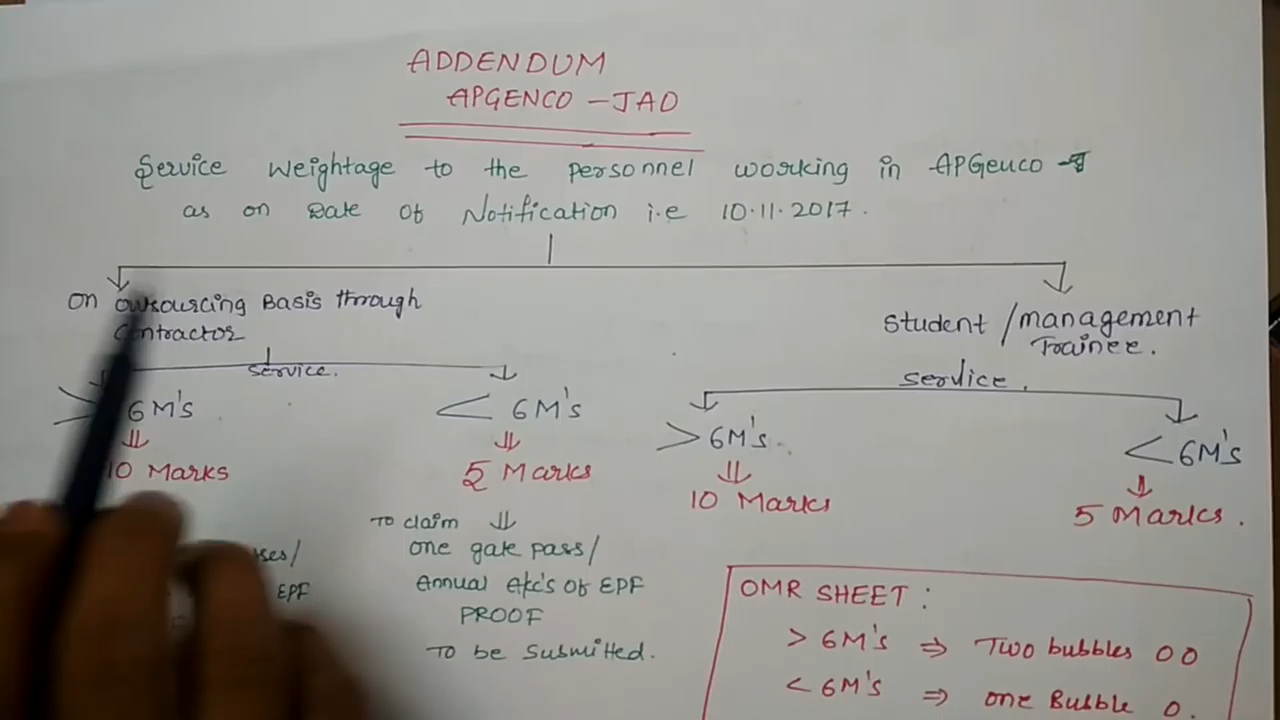 ADDENDUM
APGENCO - JAO
Service weightage to the personnel working in APGenco
as on Date of Notification i.e 10.11.2017.
On outsourcing Basis through
Contractor
Service.
> 6M's
⇓
10 Marks
EPF
< 6M's
⇓
5 Marks
To claim ⇓
one gate pass/
Annual A/c's of EPF
PROOF
To be Submitted.
Student / management
Trainee.
Service.
> 6M's.
⇓
10 Marks
< 6M's
↓
5 Marks.
OMR SHEET :
> 6M's ⇒ Two bubbles O O
< 6M's ⇒ one Bubble O.